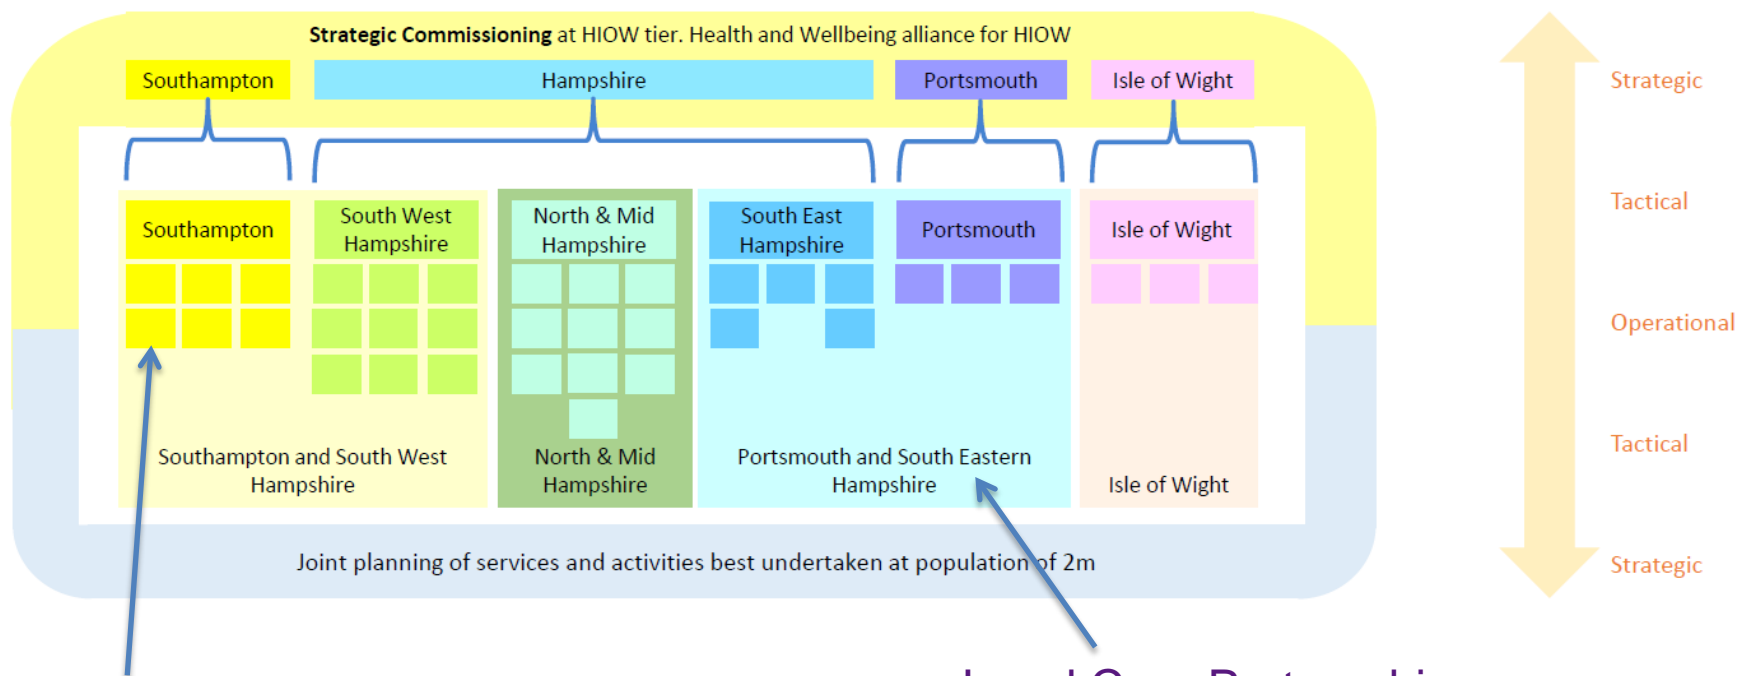 Strategic Commissioning at HIOW tier. Health and Wellbeing alliance for HIOW
Southampton
Hampshire
Portsmouth
Isle of Wight
Strategic
Tactical
Operational
Tactical
Strategic
Southampton
South West
Hampshire
North & Mid
Hampshire
South East
Hampshire
Portsmouth
Isle of Wight
Southampton and South West
Hampshire
North & Mid
Hampshire
Portsmouth and South Eastern
Hampshire
Isle of Wight
Joint planning of services and activities best undertaken at population of 2m